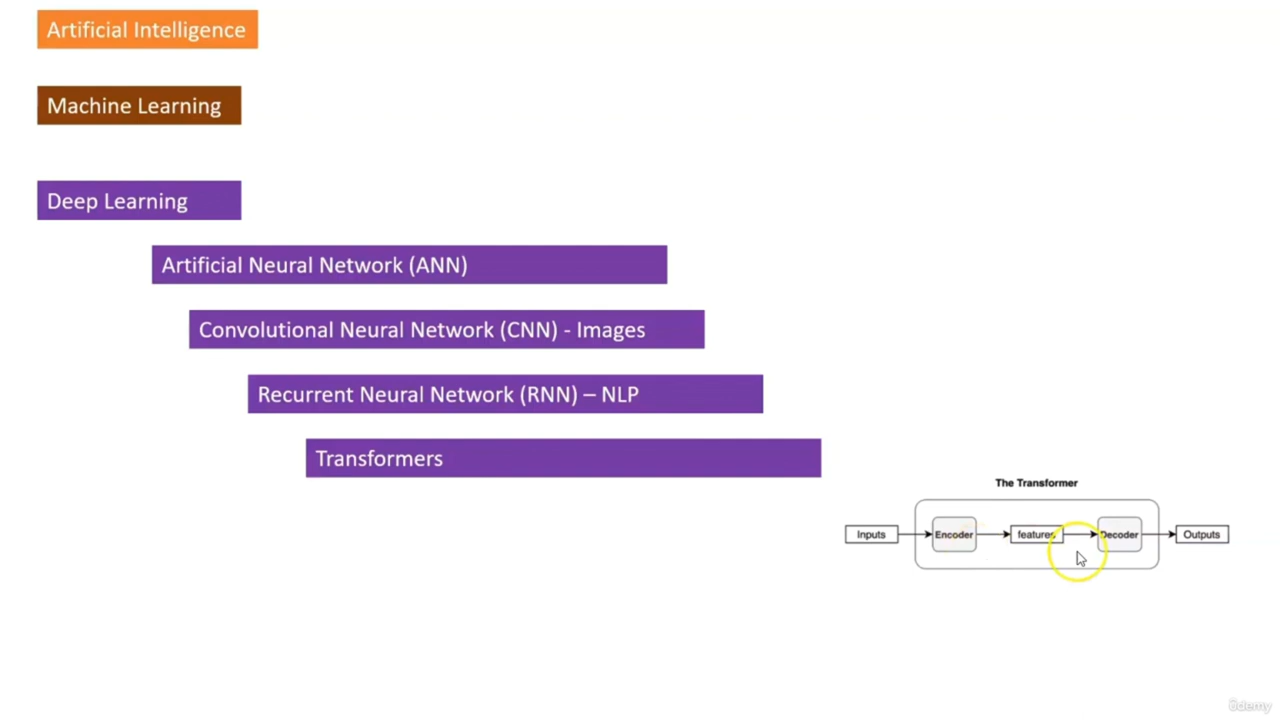 Artificial Intelligence
Machine Learning
Deep Learning
Artificial Neural Network (ANN)
Convolutional Neural Network (CNN) - Images
Recurrent Neural Network (RNN) – NLP
Transformers
The Transformer
Inputs
Encoder
features
Decoder
Outputs
ûdemy